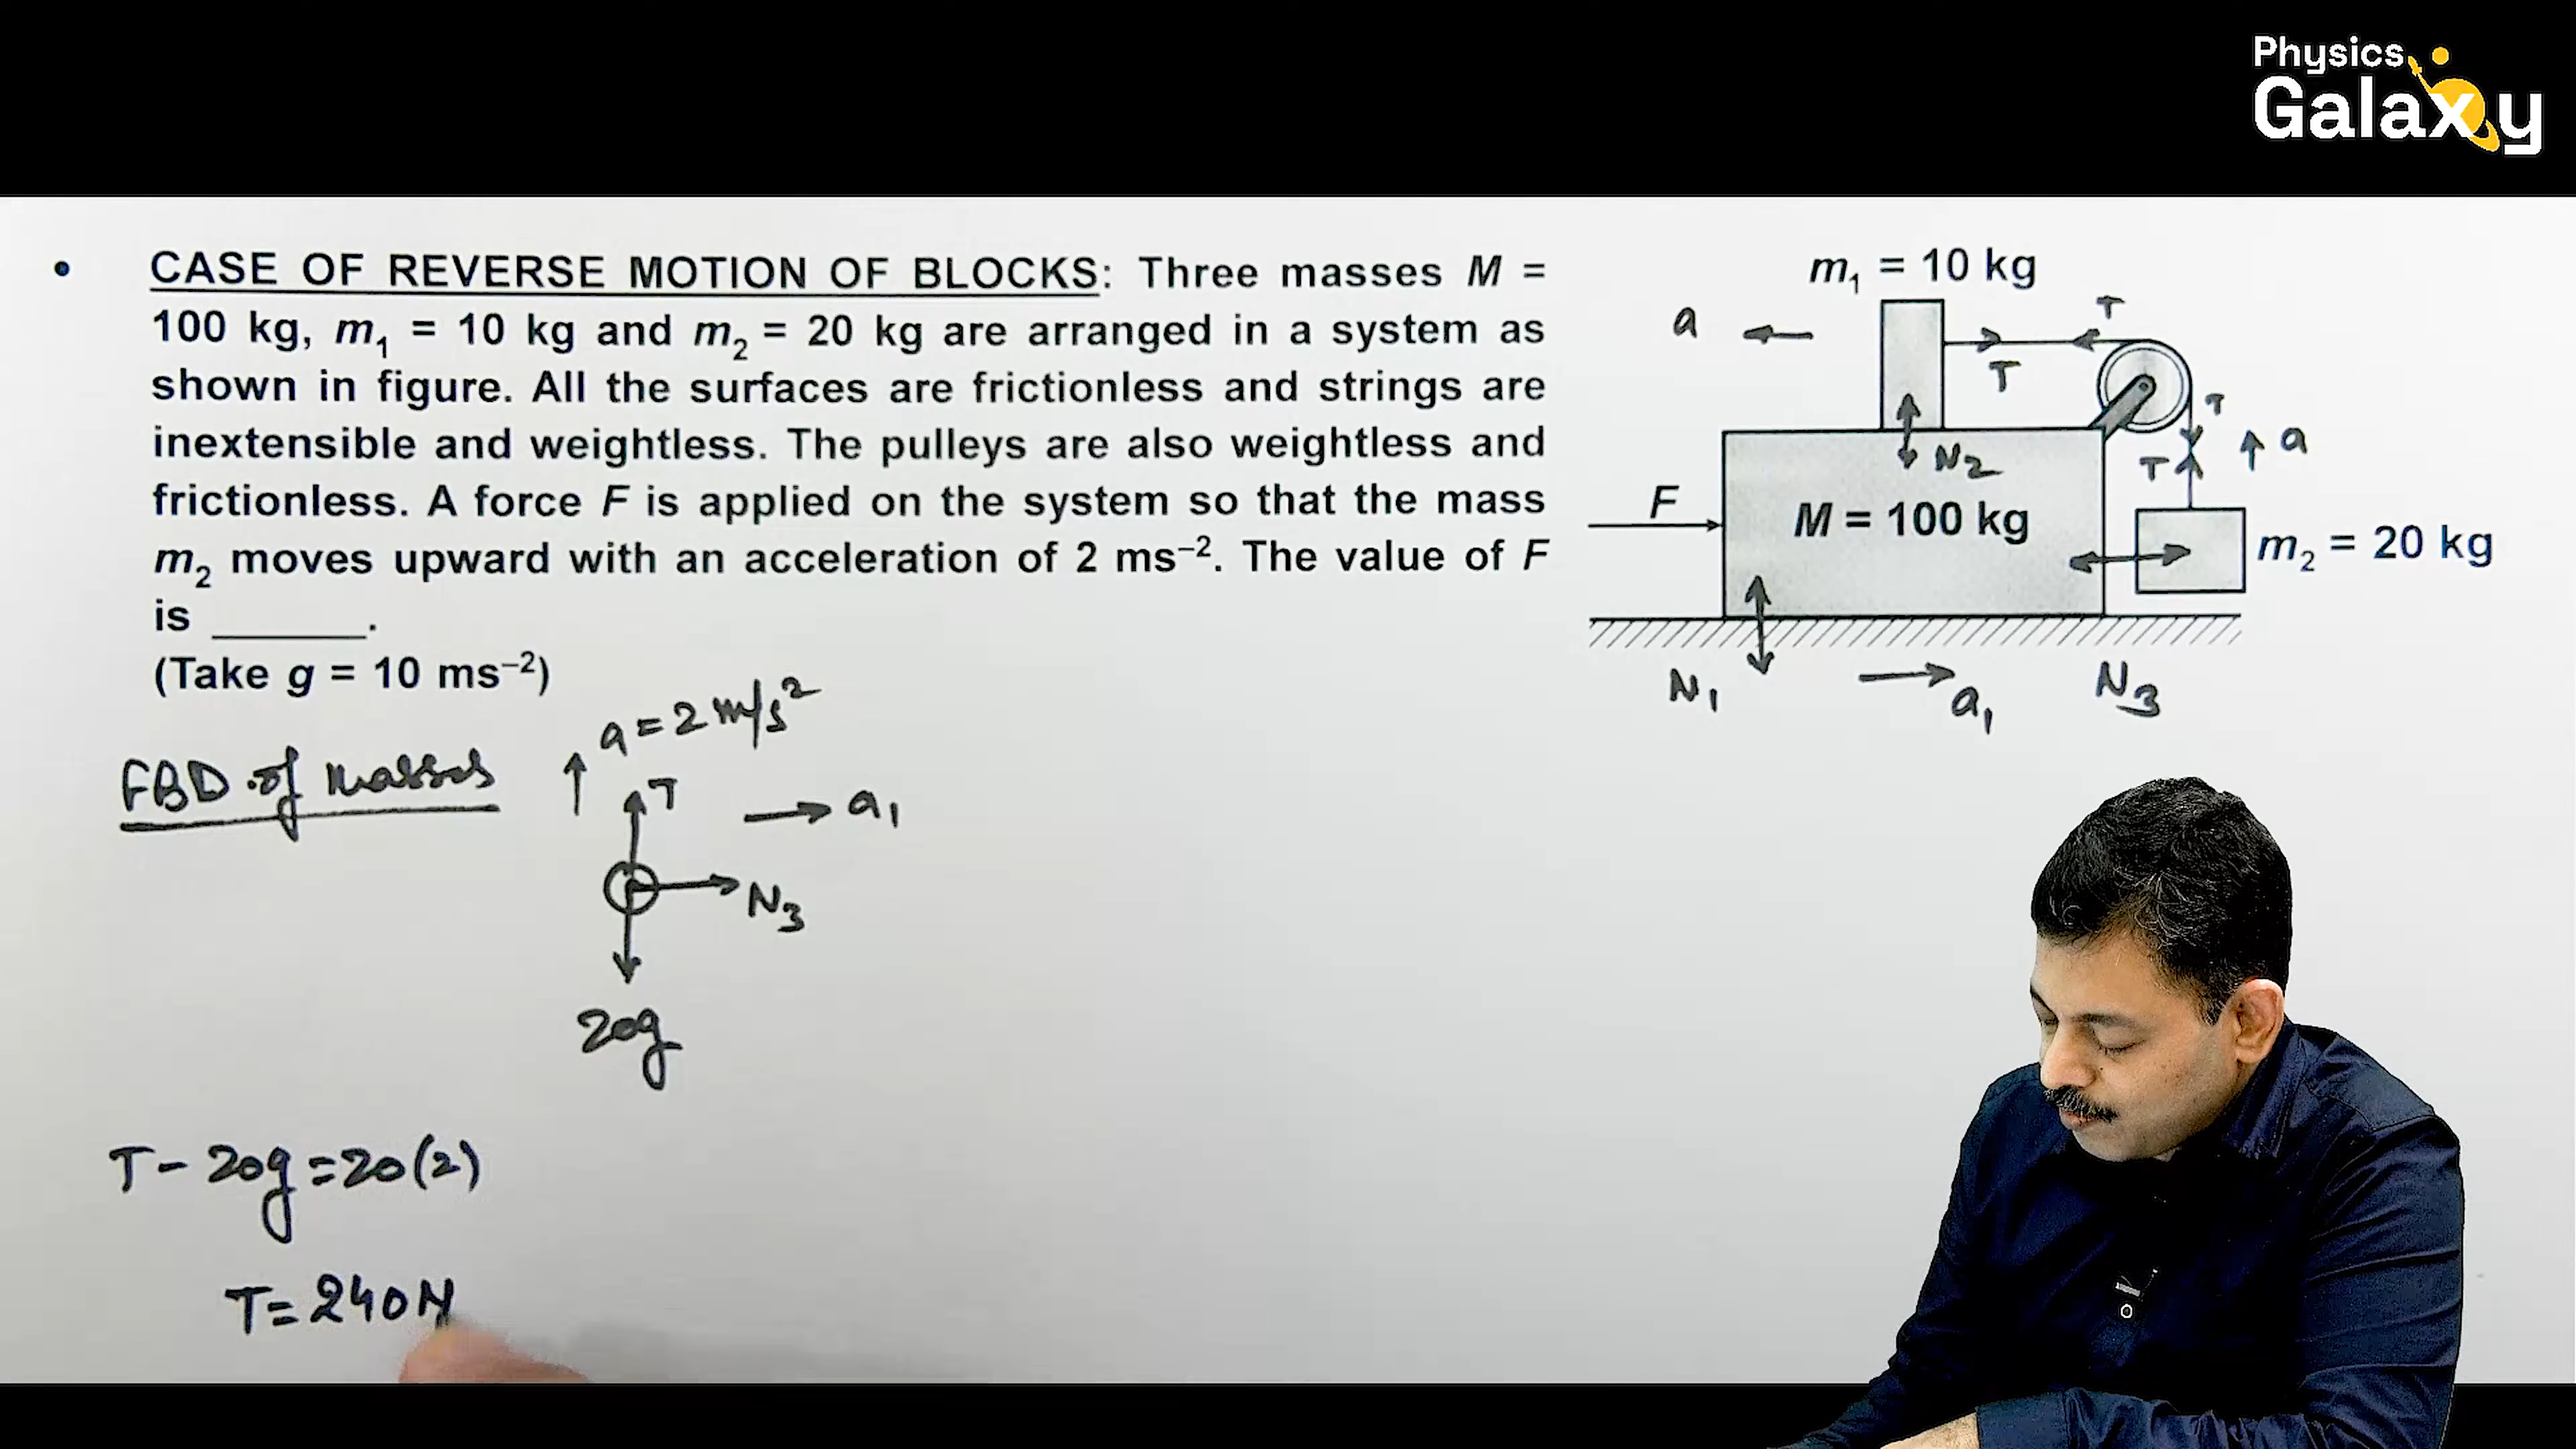 Physics
Galaxy
• CASE OF REVERSE MOTION OF BLOCKS: Three masses M =
100 kg, m₁ = 10 kg and m₂ = 20 kg are arranged in a system as
shown in figure. All the surfaces are frictionless and strings are
inextensible and weightless. The pulleys are also weightless and
frictionless. A force F is applied on the system so that the mass
m₂ moves upward with an acceleration of 2 ms⁻². The value of F
is ______.
(Take g = 10 ms⁻²)
m₁ = 10 kg
a
T
T
T
a
T
N₂
F
M = 100 kg
m₂ = 20 kg
N₁
a₁
N₃
FBD of Masses
a = 2 m/s²
T
a₁
N₃
20g
T - 20g = 20(2)
T = 240 N